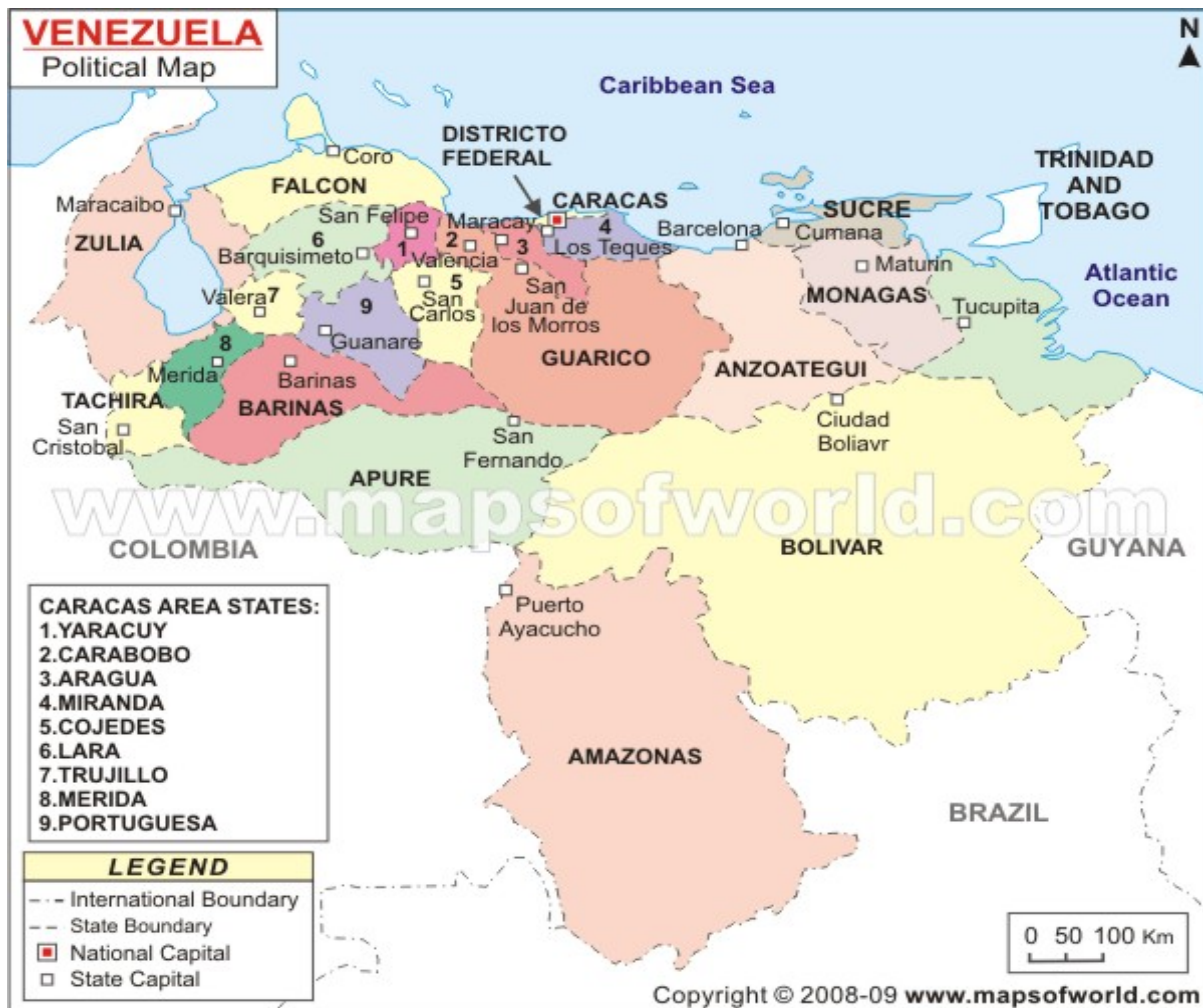 VENEZUELA
Political Map
N
Caribbean Sea
DISTRICTO
FEDERAL
TRINIDAD
AND
TOBAGO
Coro
FALCON
CARACAS
Maracaibo
San Felipe
Maracay
4
Barcelona
SUCRE
Cumana
ZULIA
6
1
2
Valencia
3
Los Teques
Barquisimeto
Maturin
Atlantic
Ocean
Valera
7
9
5
San
Carlos
San
Juan de
los Morros
MONAGAS
Tucupita
8
Guanare
GUARICO
ANZOATEGUI
Merida
Barinas
TACHIRA
BARINAS
San
Cristobal
San
Fernando
Ciudad
Boliavr
APURE
www.mapsofworld.com
COLOMBIA
BOLIVAR
GUYANA
Puerto
Ayacucho
AMAZONAS
BRAZIL
CARACAS AREA STATES:
1.YARACUY
2.CARABOBO
3.ARAGUA
4.MIRANDA
5.COJEDES
6.LARA
7.TRUJILLO
8.MERIDA
9.PORTUGUESA
LEGEND
International Boundary
State Boundary
National Capital
State Capital
0 50 100 Km
Copyright © 2008-09 www.mapsofworld.com